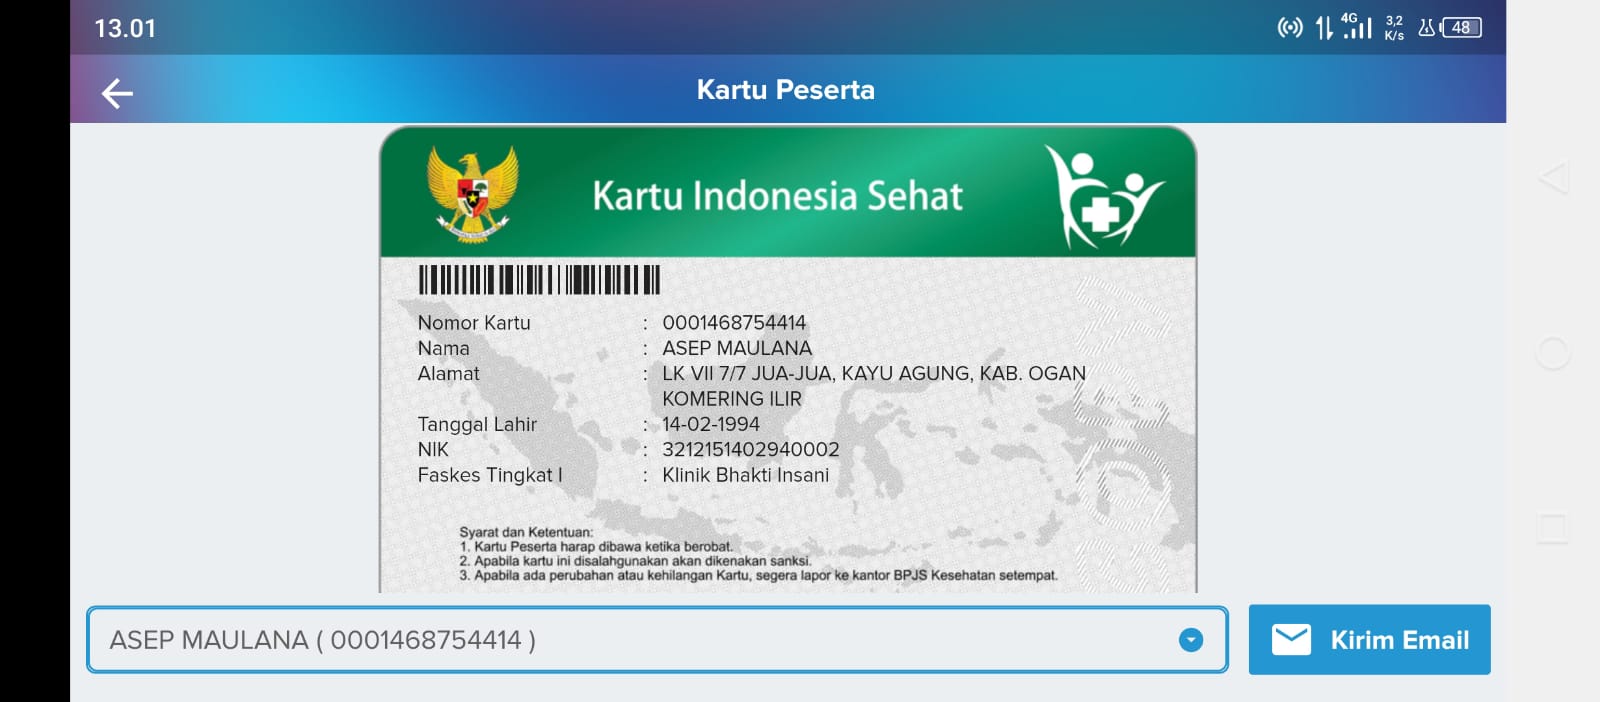 13.01
4G
3,2
K/s
48
Kartu Peserta
Kartu Indonesia Sehat
Nomor Kartu : 0001468754414
Nama : ASEP MAULANA
Alamat : LK VII 7/7 JUA-JUA, KAYU AGUNG, KAB. OGAN
KOMERING ILIR
Tanggal Lahir : 14-02-1994
NIK : 3212151402940002
Faskes Tingkat I : Klinik Bhakti Insani
Syarat dan Ketentuan:
1. Kartu Peserta harap dibawa ketika berobat.
2. Apabila kartu ini disalahgunakan akan dikenakan sanksi.
3. Apabila ada perubahan atau kehilangan Kartu, segera lapor ke kantor BPJS Kesehatan setempat.
ASEP MAULANA ( 0001468754414 )
Kirim Email